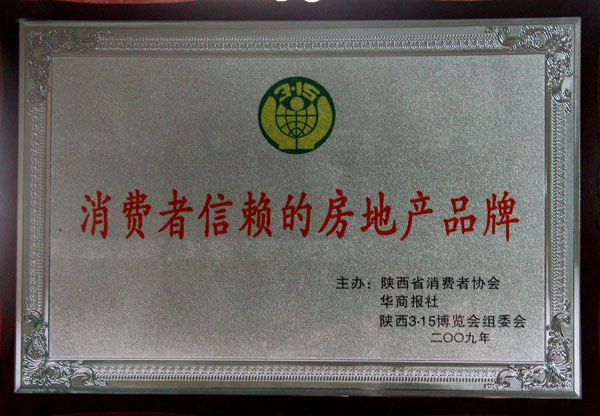 3·15
消费者信赖的房地产品牌
主办：陕西省消费者协会
华商报社
陕西3·15博览会组委会
二〇〇九年